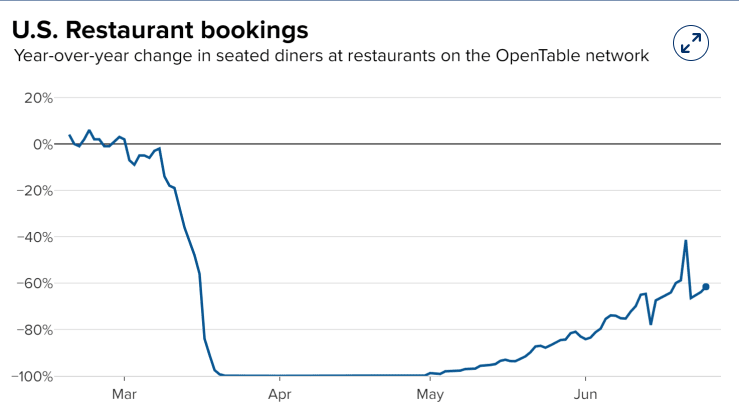 U.S. Restaurant bookings
Year-over-year change in seated diners at restaurants on the OpenTable network
20%
0%
−20%
−40%
−60%
−80%
−100%
Mar Apr May Jun